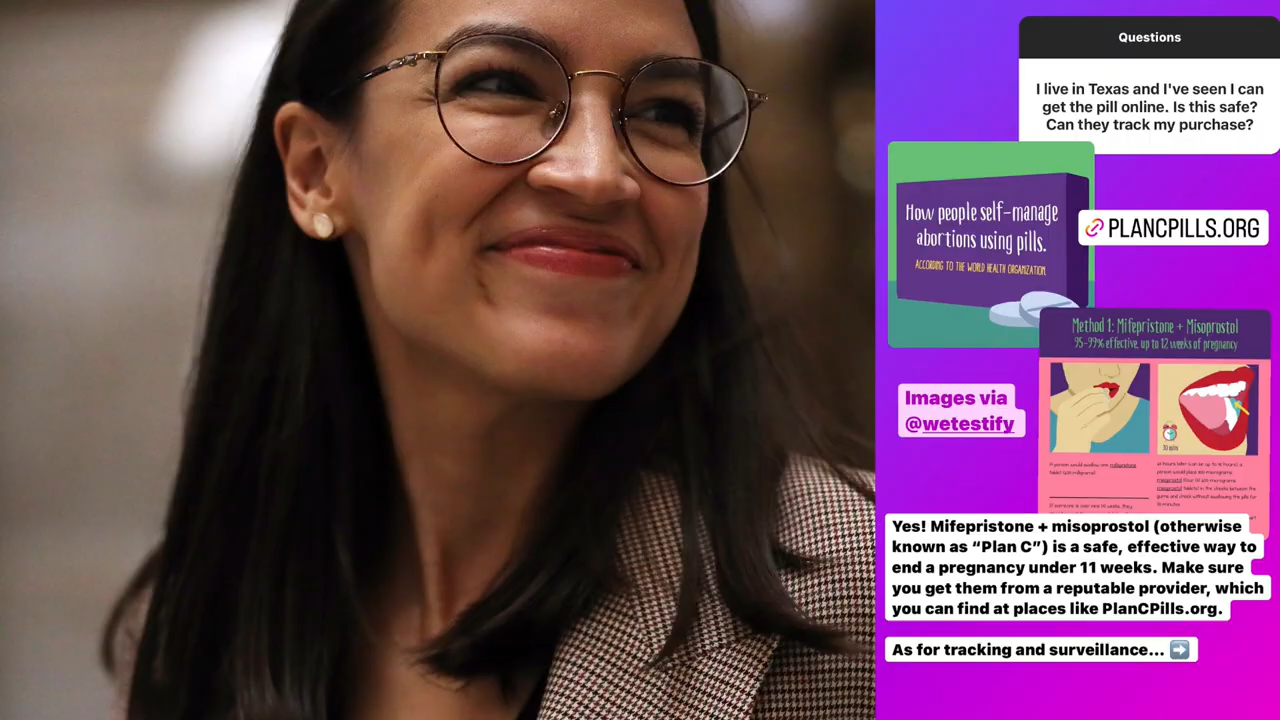 Questions
I live in Texas and I've seen I can
get the pill online. Is this safe?
Can they track my purchase?
How people self-manage
abortions using pills.
ACCORDING TO THE WORLD HEALTH ORGANIZATION.
PLANCPILLS.ORG
Method 1: Mifepristone + Misoprostol
95-99% effective, up to 12 weeks of pregnancy
Images via
@wetestify
30 mins
Yes! Mifepristone + misoprostol (otherwise
known as “Plan C”) is a safe, effective way to
end a pregnancy under 11 weeks. Make sure
you get them from a reputable provider, which
you can find at places like PlanCPills.org.
As for tracking and surveillance... ➡️